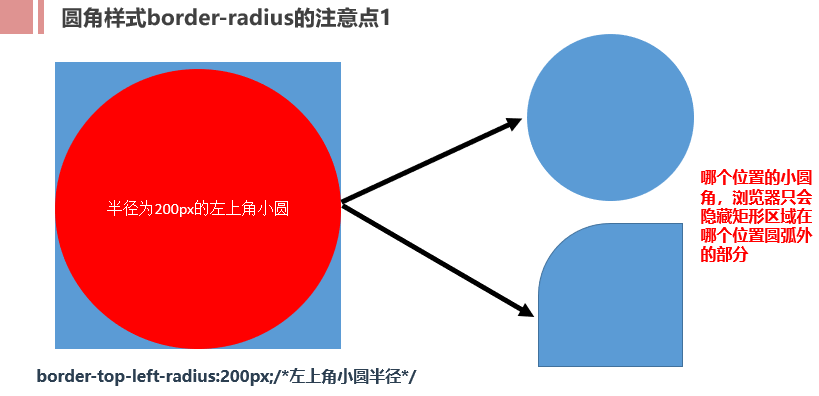 圆角样式border-radius的注意点1
半径为200px的左上角小圆
哪个位置的小圆
角，浏览器只会
隐藏矩形区域在
哪个位置圆弧外
的部分
border-top-left-radius:200px;/*左上角小圆半径*/